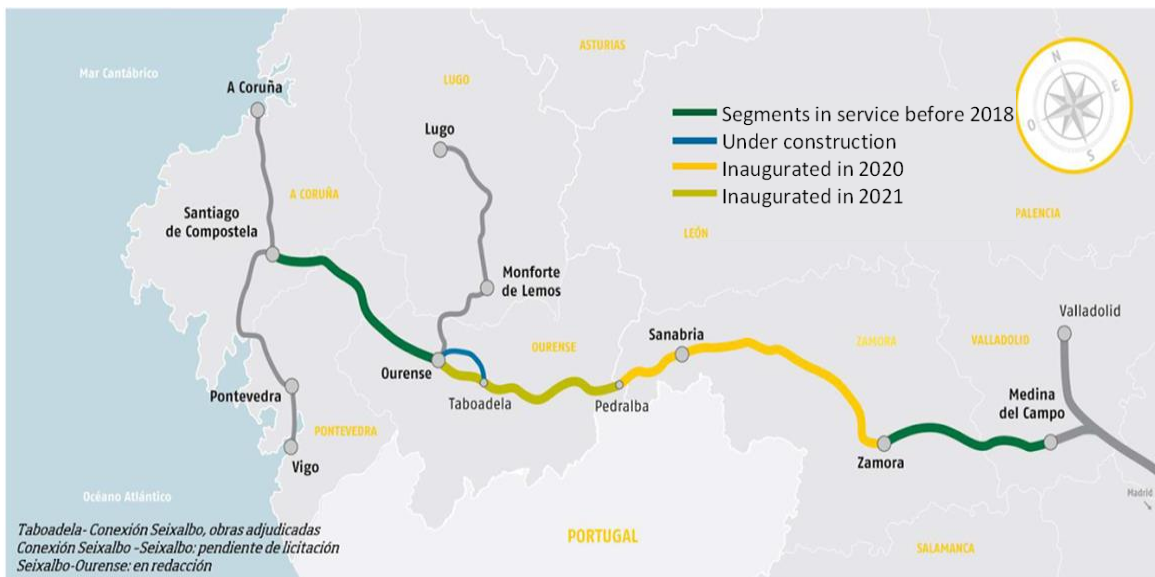 Mar Cantábrico
ASTURIAS
N
E
S
O
A Coruña
LUGO
Lugo
Segments in service before 2018
Under construction
Inaugurated in 2020
Inaugurated in 2021
A CORUÑA
PALENCIA
Santiago
de Compostela
LEÓN
Monforte
de Lemos
Valladolid
Sanabria
OURENSE
ZAMORA
VALLADOLID
Ourense
Medina
del Campo
Pontevedra
Taboadela
Pedralba
PONTEVEDRA
Vigo
Zamora
Madrid
Océano Atlántico
PORTUGAL
SALAMANCA
Taboadela- Conexión Seixalbo, obras adjudicadas
Conexión Seixalbo -Seixalbo: pendiente de licitación
Seixalbo-Ourense: en redacción